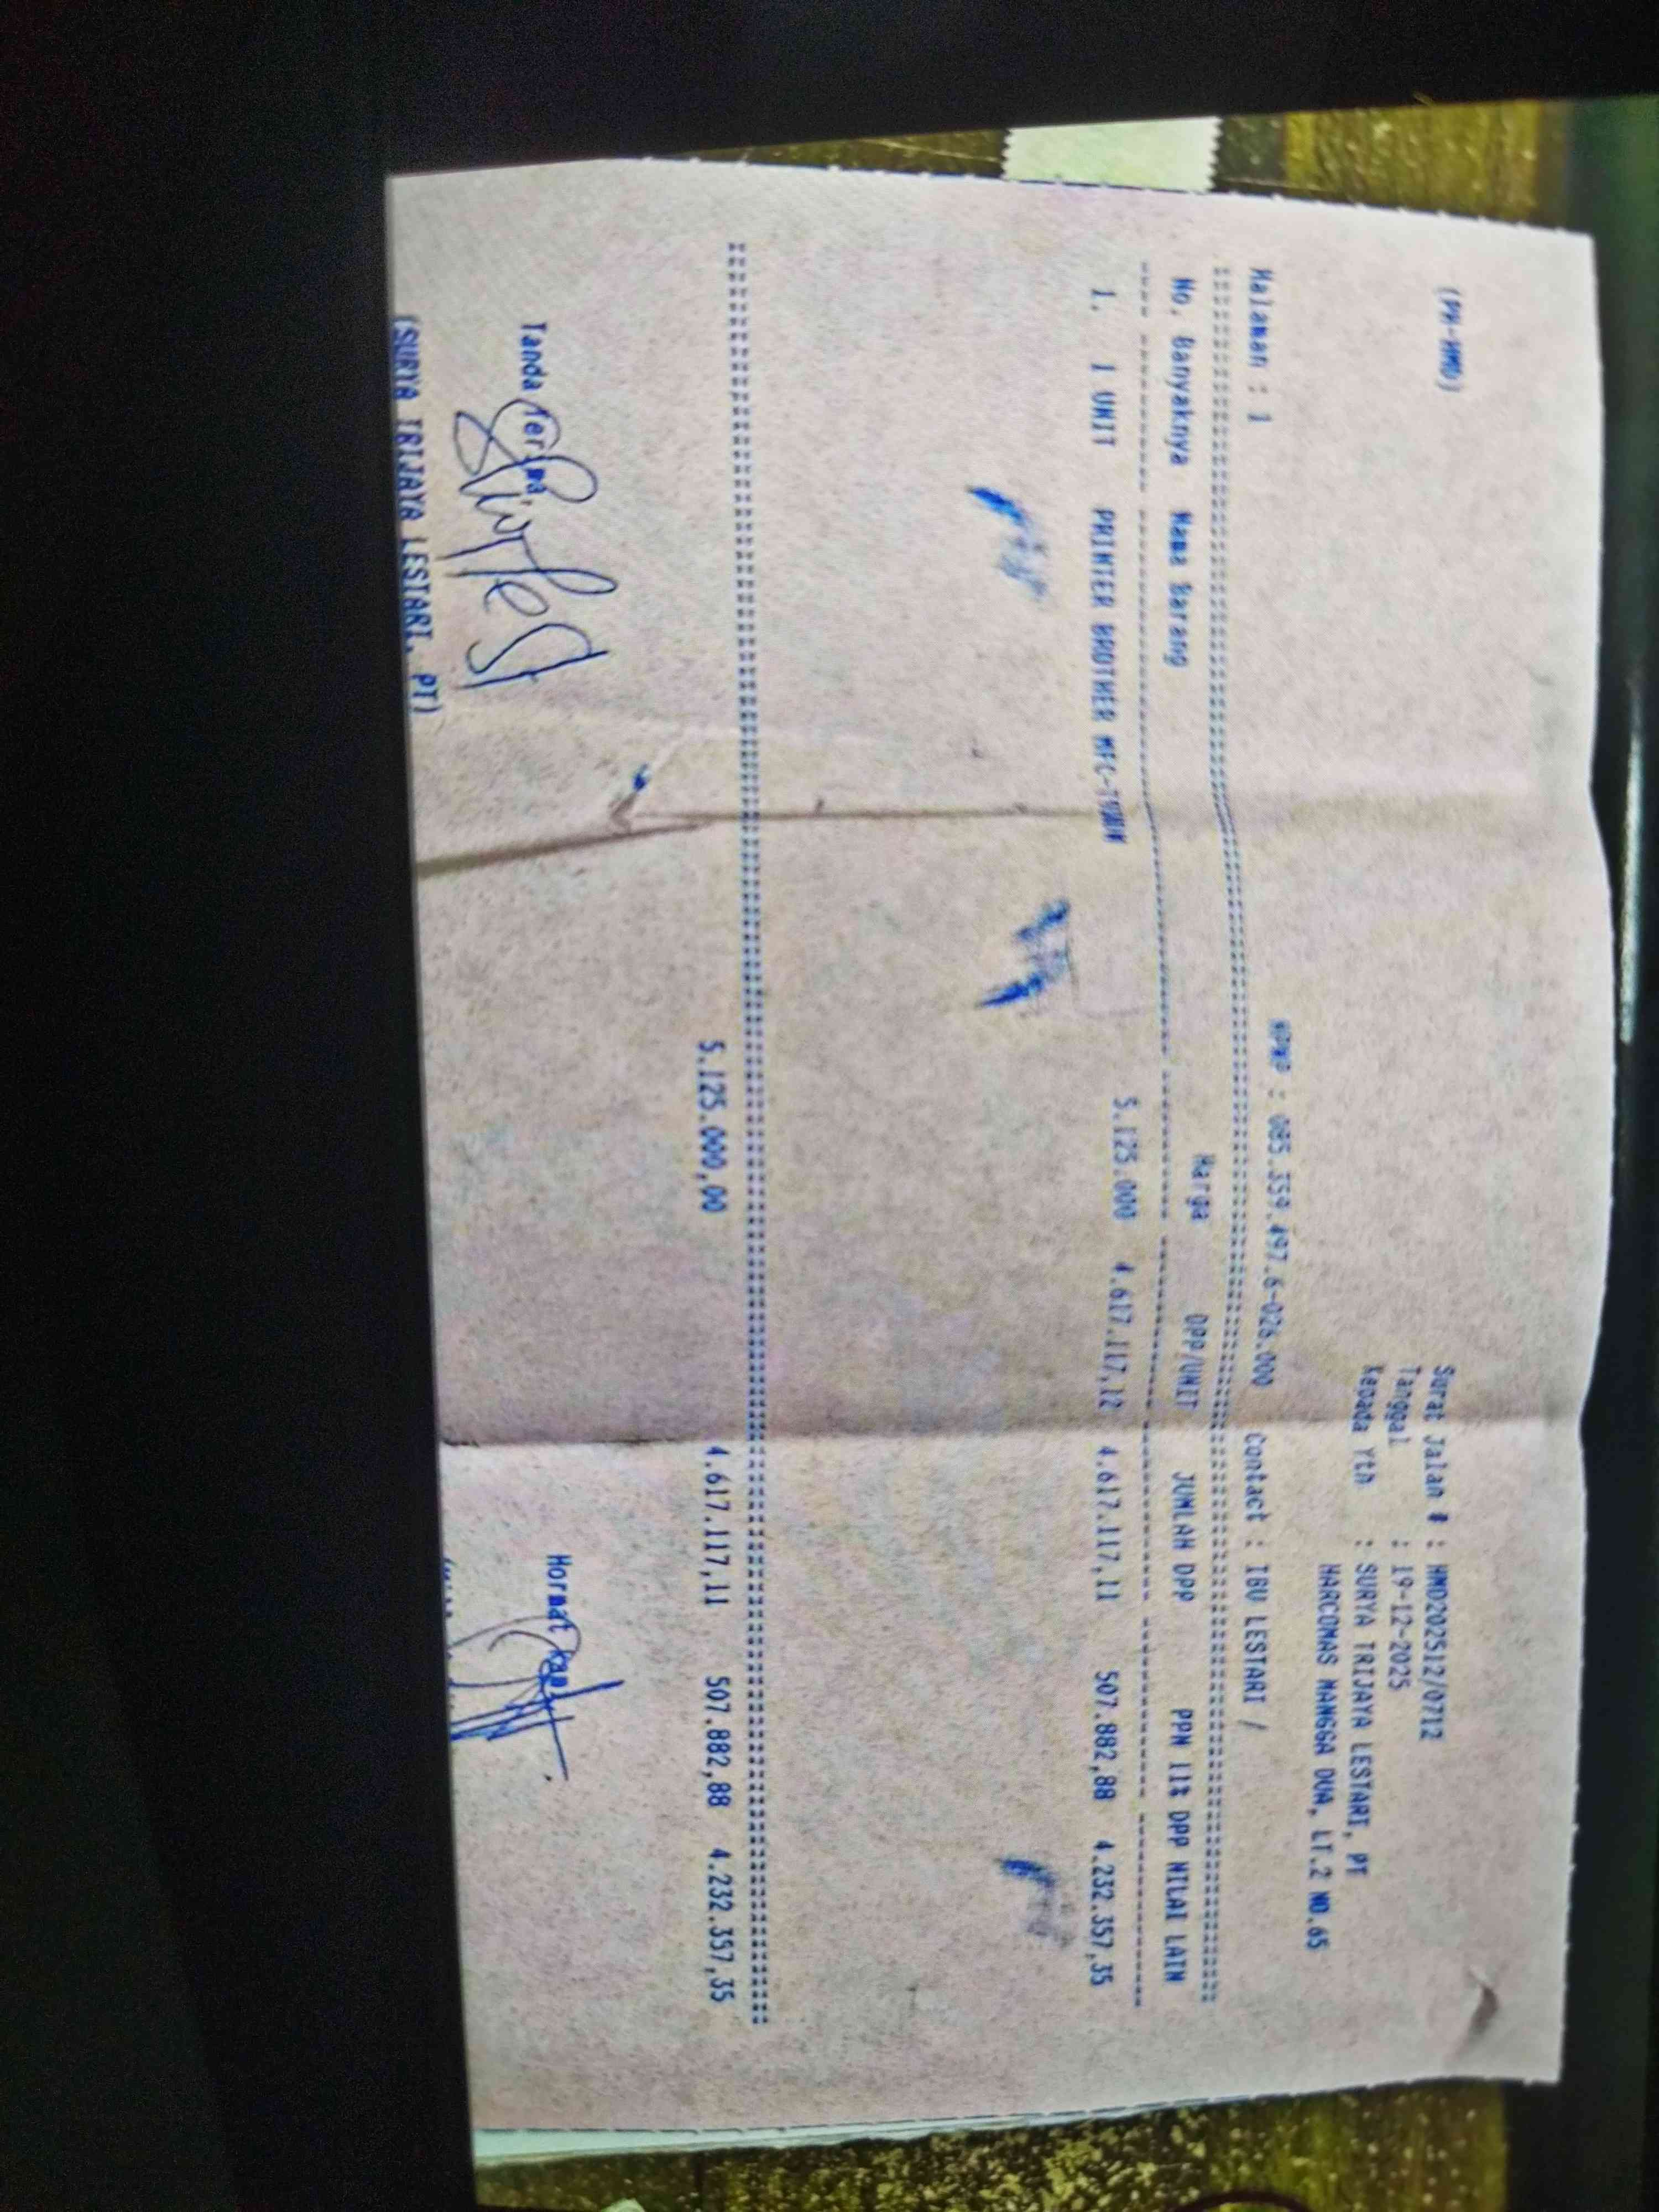 (PM-HMD)
Surat Jalan # : HMD202512/0712
Tanggal : 19-12-2025
Kepada Yth : SURYA TRIJAYA LESTARI, PT
HARCOMAS MANGGA DUA, LT.2 NO.65
NPWP : 085.359.497.6-026.000 Contact : IBU LESTARI /
Halaman : 1
No. Banyaknya Nama Barang Harga DPP/UNIT JUMLAH DPP PPN 11% DPP NILAI LAIN
1. 1 UNIT PRINTER BROTHER 5.125.000 4.617.117,12 4.617.117,11 507.882,88 4.232.357,35
5.125.000,00 4.617.117,11 507.882,88 4.232.357,35
Tanda Terima, Hormat Kami
(SURYA TRIJAYA LESTARI, PT)